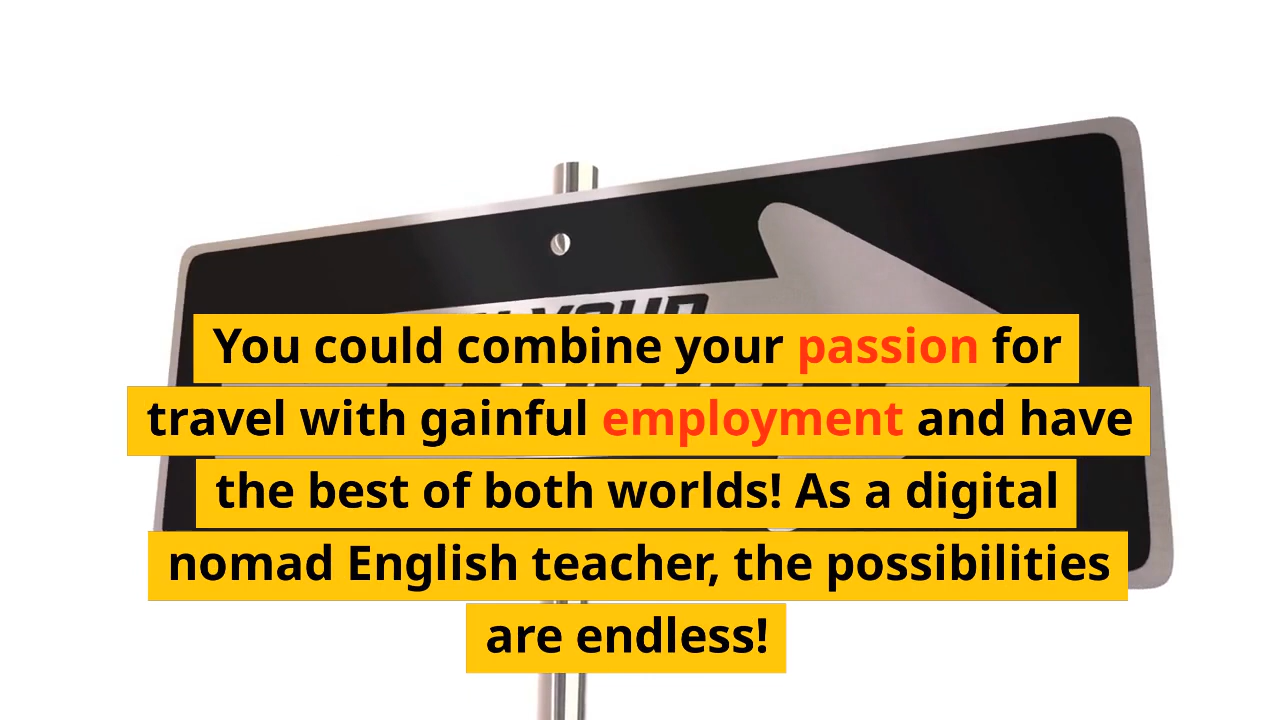 You could combine your passion for
travel with gainful employment and have
the best of both worlds! As a digital
nomad English teacher, the possibilities
are endless!